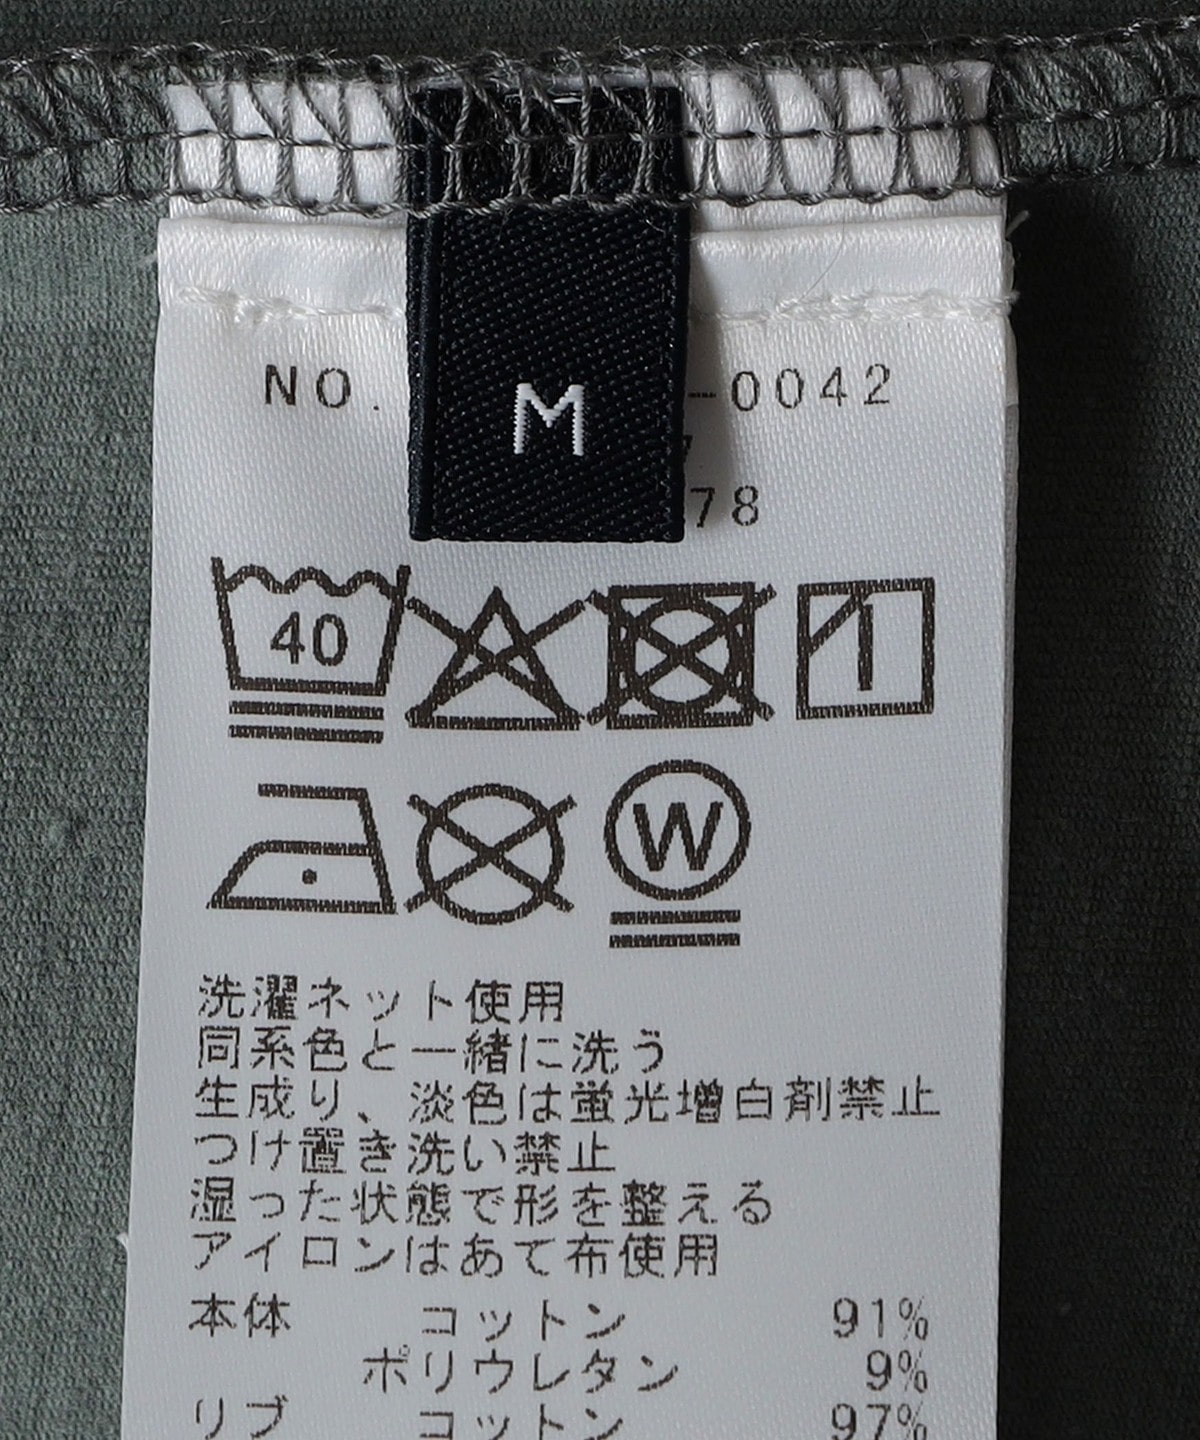 NO. -0042
M
78
40
W
洗濯ネット使用
同系色と一緒に洗う
生成り、淡色は蛍光増白剤禁止
つけ置き洗い禁止
湿った状態で形を整える
アイロンはあて布使用
本体 コットン 91%
ポリウレタン 9%
リブ コットン 97%